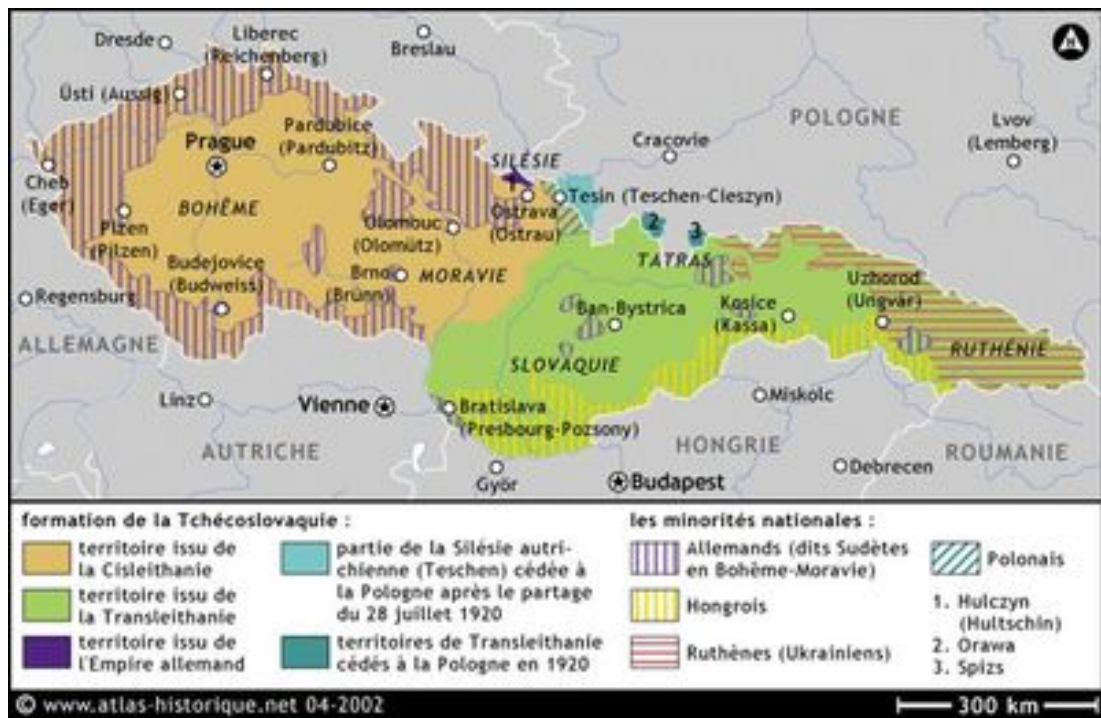 Dresde
Liberec
(Reichenberg)
Breslau
N
Üsti (Aussig)
POLOGNE
Prague
Pardubice
(Pardubitz)
SILÉSIE
Cracovie
Lvov
(Lemberg)
1
Cheb
(Eger)
BOHÊME
Tesin (Teschen-Cieszyn)
Plzen
(Pilzen)
Olomouc
(Olomütz)
Ostrava
(Ostrau)
2
3
TATRAS
Budejovice
(Budweiss)
Brno
(Brünn)
MORAVIE
Uzhorod
(Ungvàr)
Regensburg
Ban-Bystrica
Kosice
(Kassa)
ALLEMAGNE
SLOVAQUIE
RUTHÉNIE
Linz
Vienne
Bratislava
(Presbourg-Pozsony)
Miskolc
AUTRICHE
HONGRIE
ROUMANIE
Györ
Budapest
Debrecen
formation de la Tchécoslovaquie :
territoire issu de
la Cisleithanie
territoire issu de
la Transleithanie
territoire issu de
l'Empire allemand
partie de la Silésie autri-
chienne (Teschen) cédée à
la Pologne après le partage
du 28 juillet 1920
territoires de Transleithanie
cédés à la Pologne en 1920
les minorités nationales :
Allemands (dits Sudètes
en Bohème-Moravie)
Hongrois
Ruthènes (Ukrainiens)
Polonais
1. Hulczyn
(Hultschin)
2. Orawa
3. Spizs
© www.atlas-historique.net 04-2002
300 km